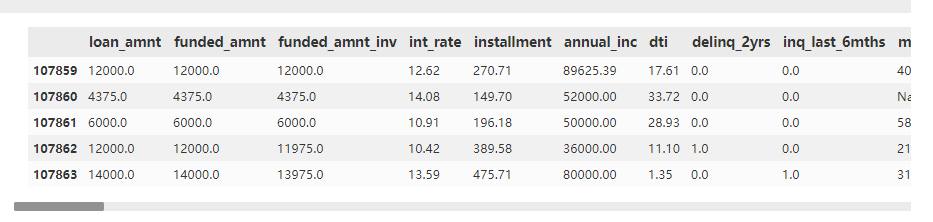 loan_amnt funded_amnt funded_amnt_inv int_rate installment annual_inc dti delinq_2yrs inq_last_6mths m
107859 12000.0 12000.0 12000.0 12.62 270.71 89625.39 17.61 0.0 0.0 40
107860 4375.0 4375.0 4375.0 14.08 149.70 52000.00 33.72 0.0 0.0 Na
107861 6000.0 6000.0 6000.0 10.91 196.18 50000.00 28.93 0.0 0.0 58
107862 12000.0 12000.0 11975.0 10.42 389.58 36000.00 11.10 1.0 0.0 21
107863 14000.0 14000.0 13975.0 13.59 475.71 80000.00 1.35 0.0 1.0 31